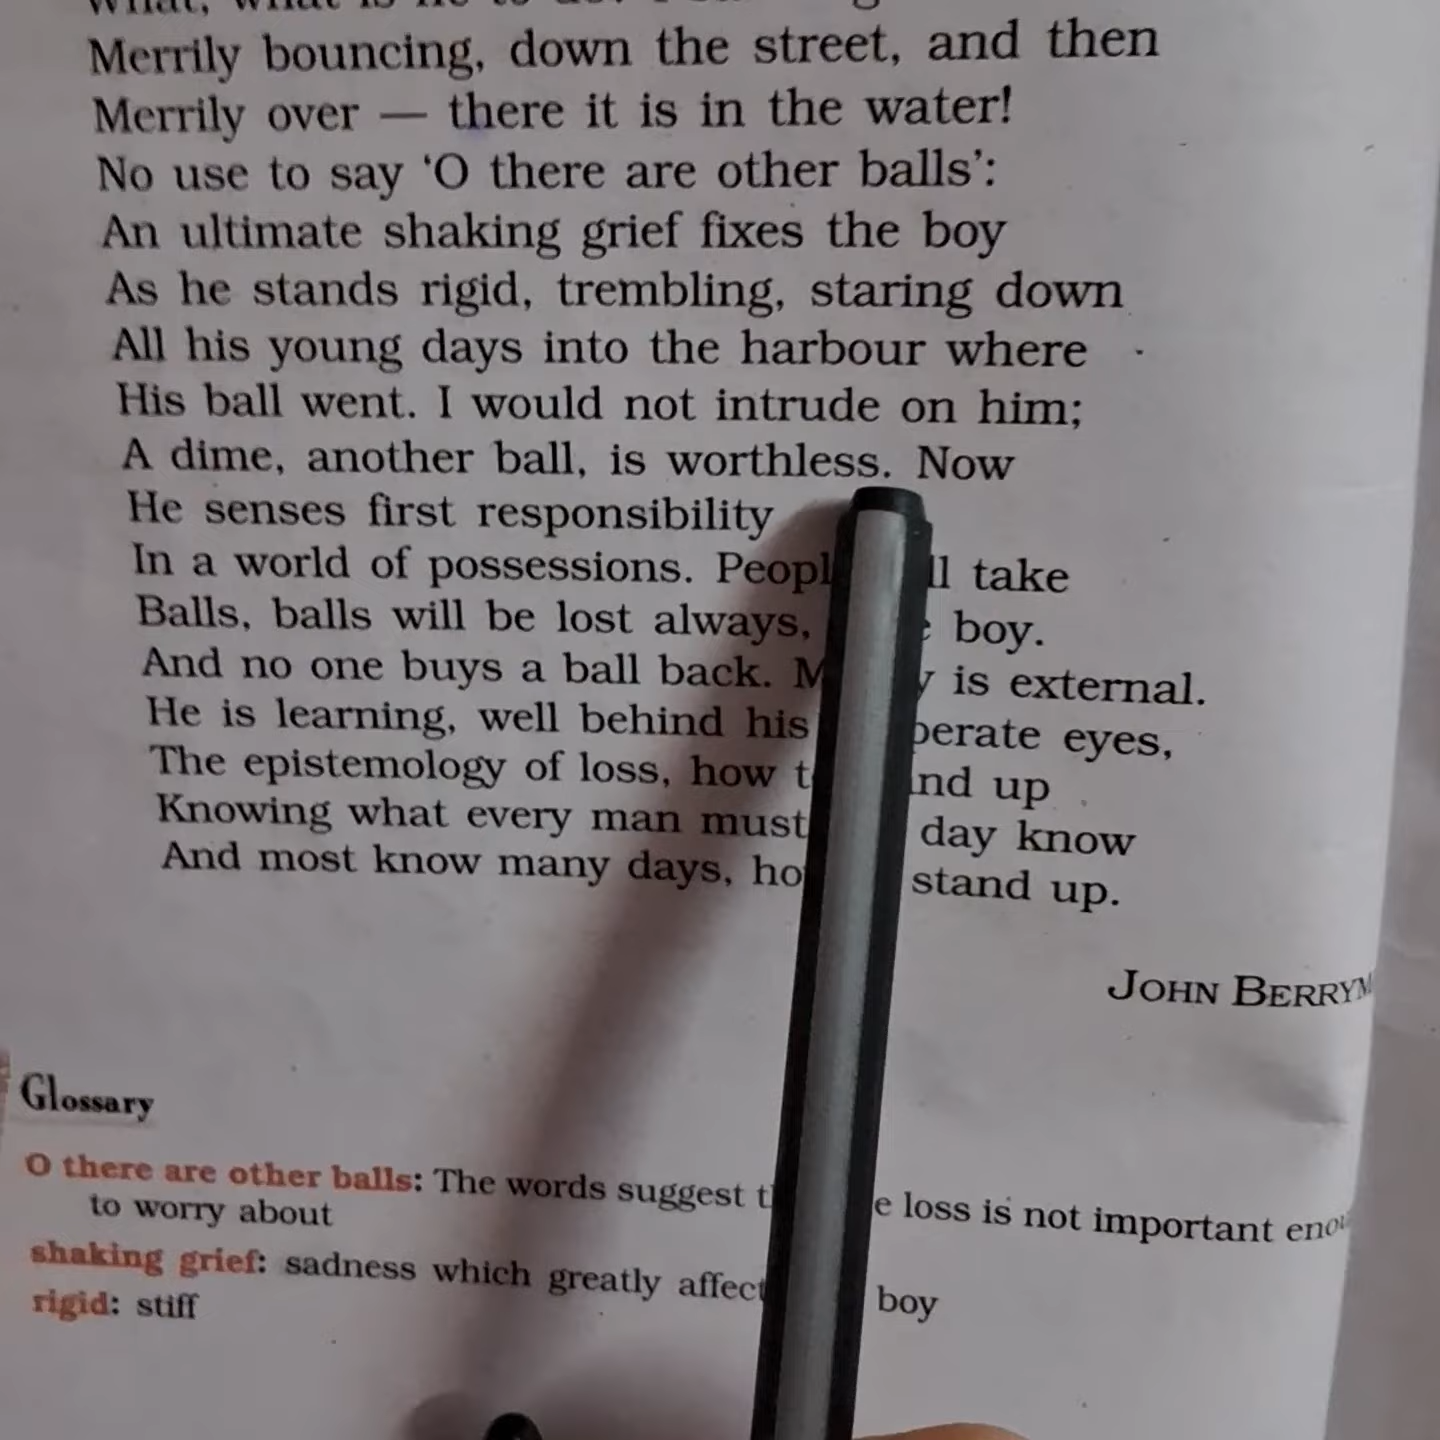 Merrily bouncing, down the street, and then
Merrily over — there it is in the water!
No use to say ‘O there are other balls’:
An ultimate shaking grief fixes the boy
As he stands rigid, trembling, staring down
All his young days into the harbour where
His ball went. I would not intrude on him;
A dime, another ball, is worthless. Now
He senses first responsibility
In a world of possessions. take
Balls, balls will be lost always, boy.
And no one buys a ball back. is external.
He is learning, well behind his eyes,
The epistemology of loss, how up
Knowing what every man must day know
And most know many days, stand up.
JOHN
Glossary
O there are other balls: The words suggest loss is not important
to worry about
shaking grief: sadness which greatly boy
rigid: stiff